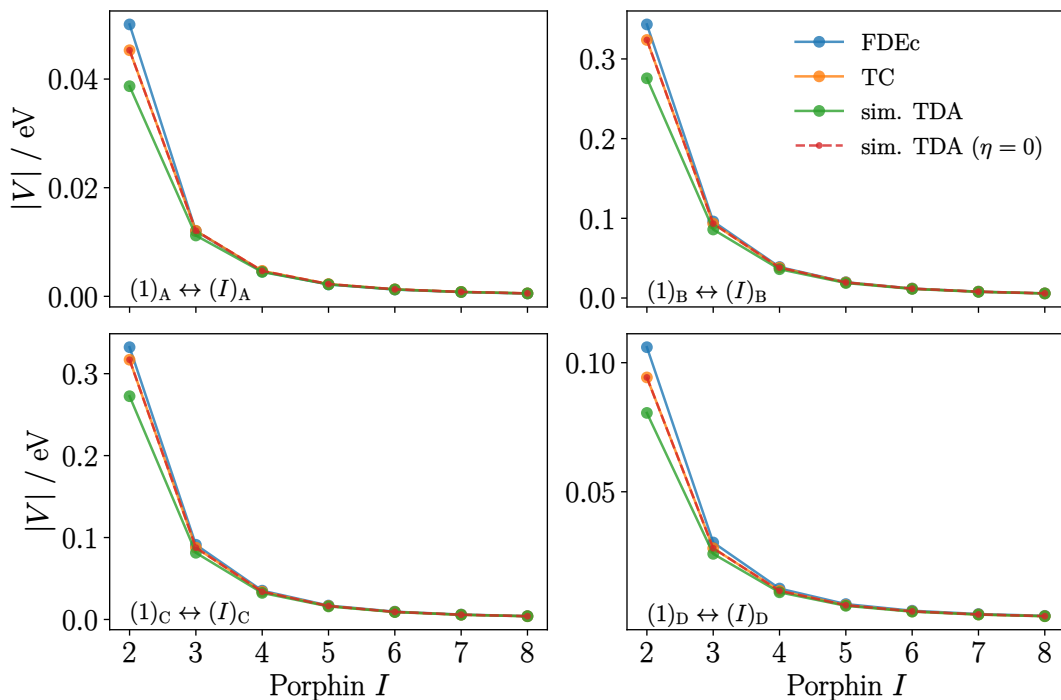 |V| / eV
0.04
0.02
0.00
(1)A ↔ (I)A
0.3
0.1
0.0
(1)B ↔ (I)B
FDEc
TC
sim. TDA
sim. TDA (η = 0)
|V| / eV
0.3
0.2
0.1
0.0
(1)C ↔ (I)C
2 3 4 5 6 7 8
Porphin I
0.10
0.05
(1)D ↔ (I)D
2 3 4 5 6 7 8
Porphin I